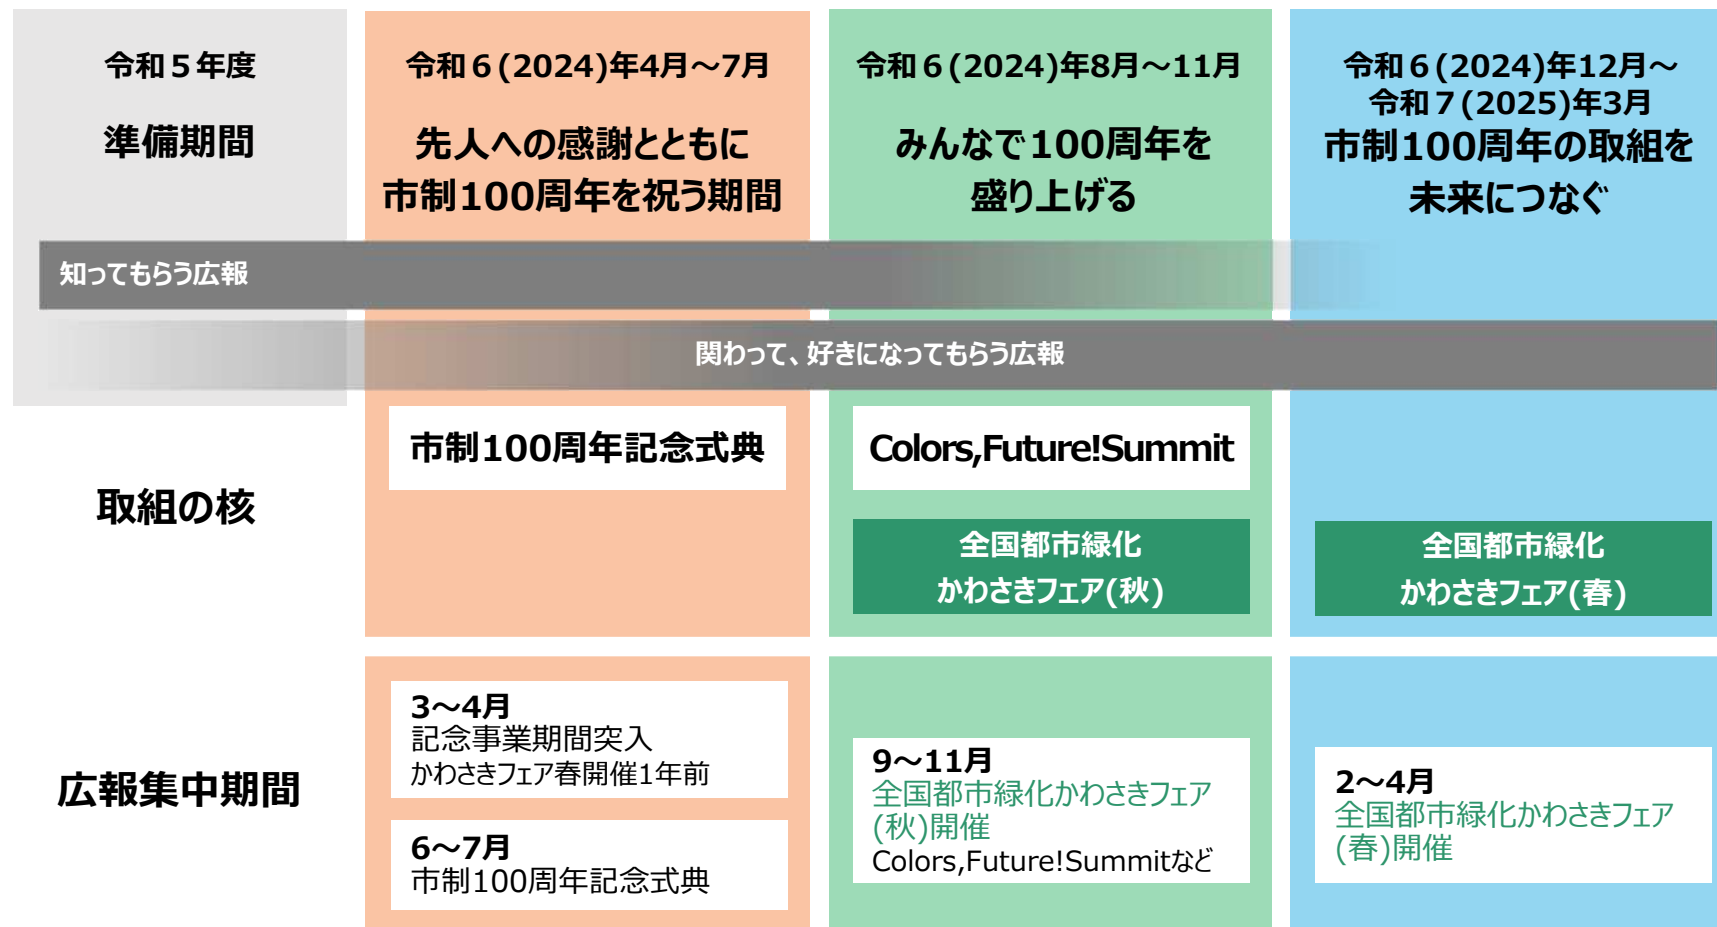 令和５年度
準備期間
令和６(2024)年4月～7月
先人への感謝とともに
市制100周年を祝う期間
令和６(2024)年8月～11月
みんなで100周年を
盛り上げる
令和６(2024)年12月～
令和７(2025)年3月
市制100周年の取組を
未来につなぐ
知ってもらう広報
関わって、好きになってもらう広報
取組の核
市制100周年記念式典
Colors,Future!Summit
全国都市緑化
かわさきフェア(秋)
全国都市緑化
かわさきフェア(春)
広報集中期間
3～4月
記念事業期間突入
かわさきフェア春開催1年前
6～7月
市制100周年記念式典
9～11月
全国都市緑化かわさきフェア
(秋)開催
Colors,Future!Summitなど
2～4月
全国都市緑化かわさきフェア
(春)開催